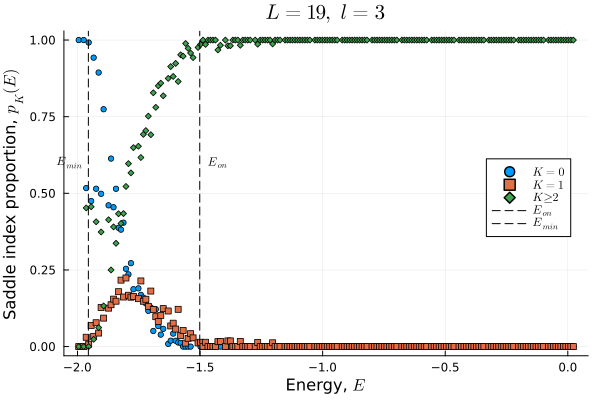 L = 19, l = 3
Saddle index proportion, p_K(E)
1.00
0.75
0.50
0.25
0.00
E_min
E_on
K = 0
K = 1
K ≥ 2
E_on
E_min
−2.0 −1.5 −1.0 −0.5 0.0
Energy, E